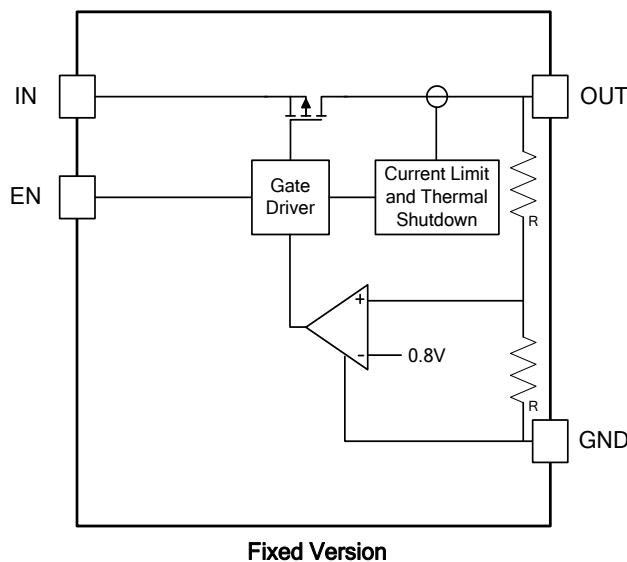 IN
OUT
EN
Gate
Driver
Current Limit
and Thermal
Shutdown
R
+
-
0.8V
R
GND
Fixed Version